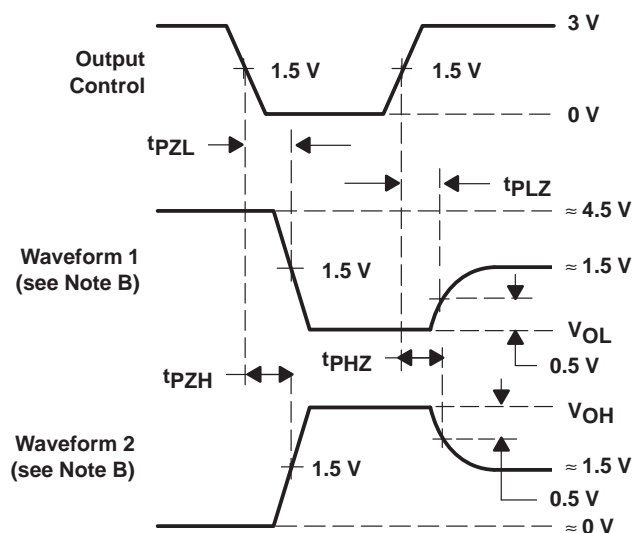 3 V
Output
Control
1.5 V
1.5 V
0 V
tPZL
tPLZ
≈ 4.5 V
Waveform 1
(see Note B)
1.5 V
≈ 1.5 V
VOL
0.5 V
tPHZ
tPZH
VOH
Waveform 2
(see Note B)
1.5 V
≈ 1.5 V
0.5 V
≈ 0 V